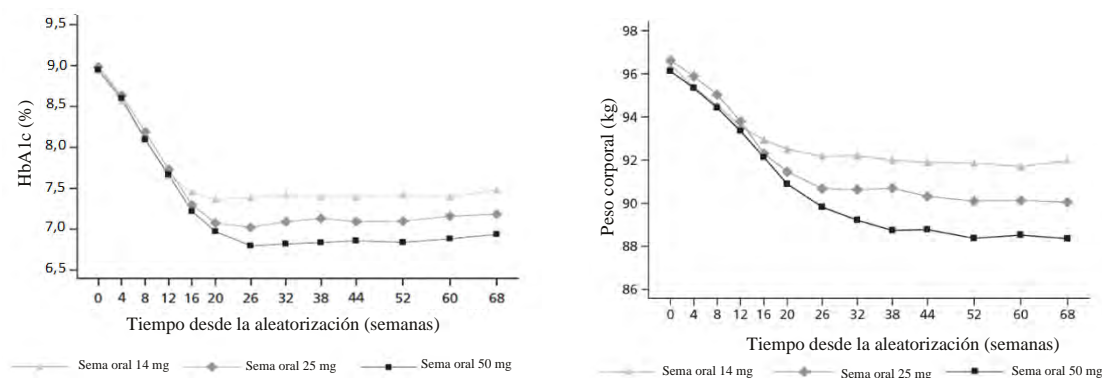 9,5
9,0
8,5
8,0
7,5
7,0
6,5
HbA1c (%)
0 4 8 12 16 20 26 32 38 44 52 60 68
Tiempo desde la aleatorización (semanas)
Sema oral 14 mg Sema oral 25 mg Sema oral 50 mg
98
96
94
92
90
88
86
Peso corporal (kg)
0 4 8 12 16 20 26 32 38 44 52 60 68
Tiempo desde la aleatorización (semanas)
Sema oral 14 mg Sema oral 25 mg Sema oral 50 mg